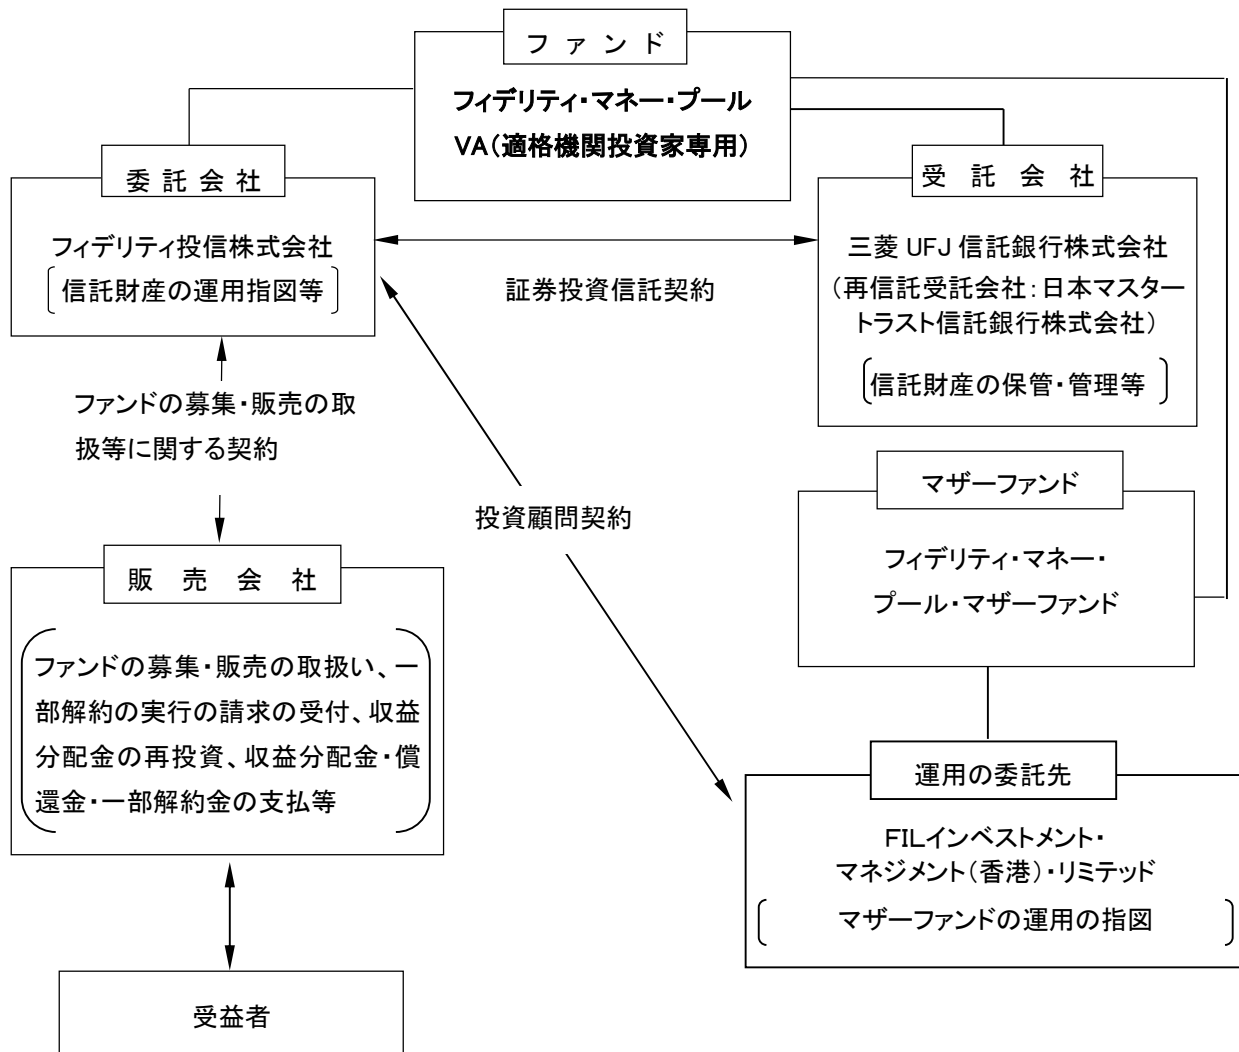 ファンド
フィデリティ・マネー・プール
VA(適格機関投資家専用)
委託会社
フィデリティ投信株式会社
信託財産の運用指図等
受託会社
三菱 UFJ 信託銀行株式会社
(再信託受託会社:日本マスター
トラスト信託銀行株式会社)
信託財産の保管・管理等
証券投資信託契約
ファンドの募集・販売の取
扱等に関する契約
投資顧問契約
マザーファンド
フィデリティ・マネー・
プール・マザーファンド
販売会社
ファンドの募集・販売の取扱い、一
部解約の実行の請求の受付、収益
分配金の再投資、収益分配金・償
還金・一部解約金の支払等
運用の委託先
FILインベストメント・
マネジメント(香港)・リミテッド
マザーファンドの運用の指図
受益者